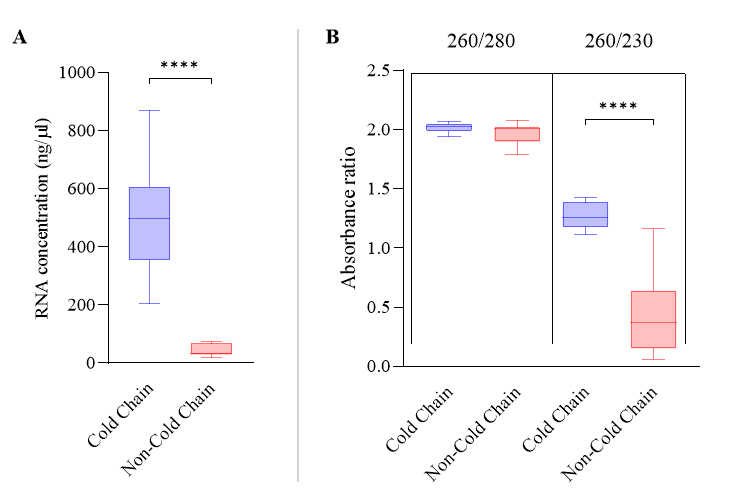 A
RNA concentration (ng/µl)
1000
800
600
400
200
0
****
Cold Chain
Non-Cold Chain
B
260/280
260/230
Absorbance ratio
2.5
2.0
1.5
1.0
0.5
0.0
****
Cold Chain
Non-Cold Chain
Cold Chain
Non-Cold Chain